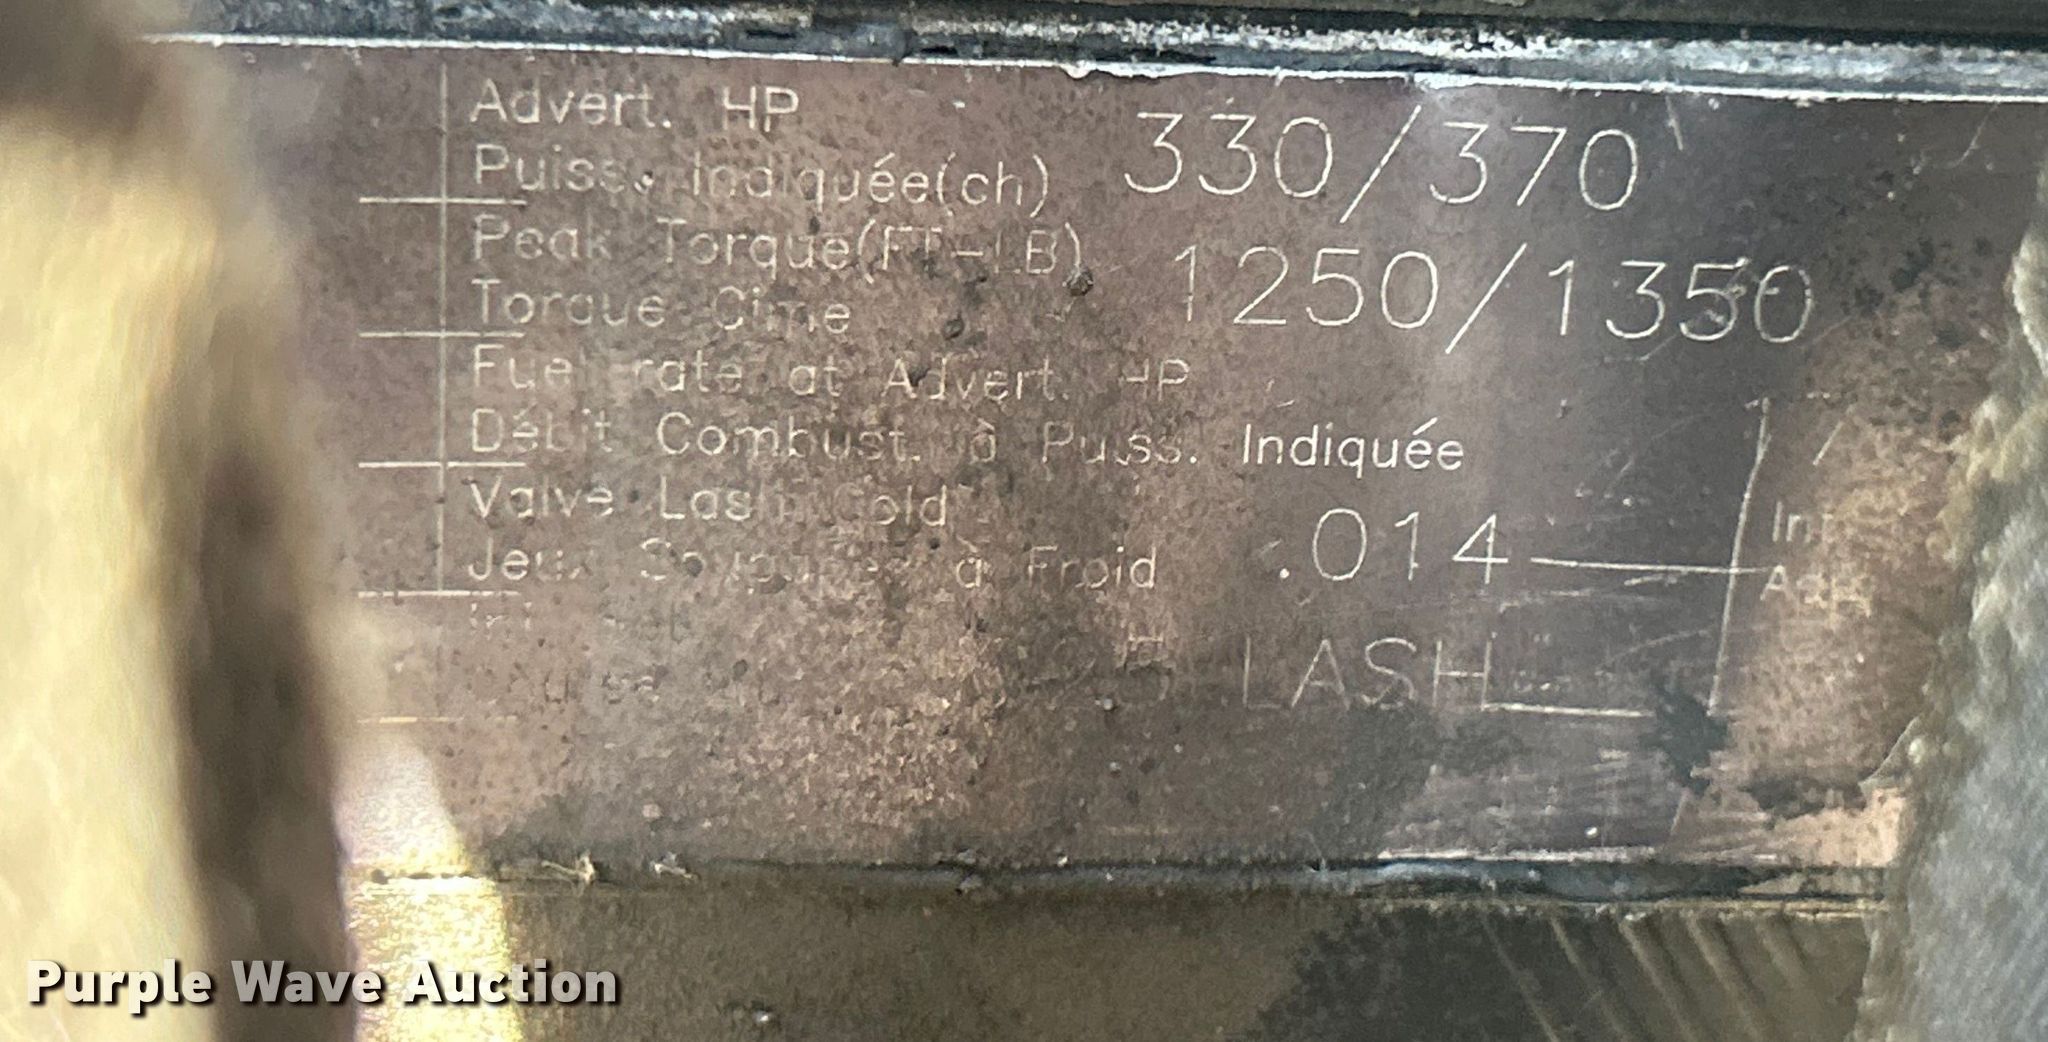 Advert. HP
Puiss. Indiquée(ch) 330/370
Peak Torque(FT-LB)
Torque Cime 1250/1350
Fuel rate at Advert. HP
Débit Combust. à Puiss. Indiquée
Valve Lash Cold
Jeux Soupapes à Froid .014
LASH
Purple Wave Auction